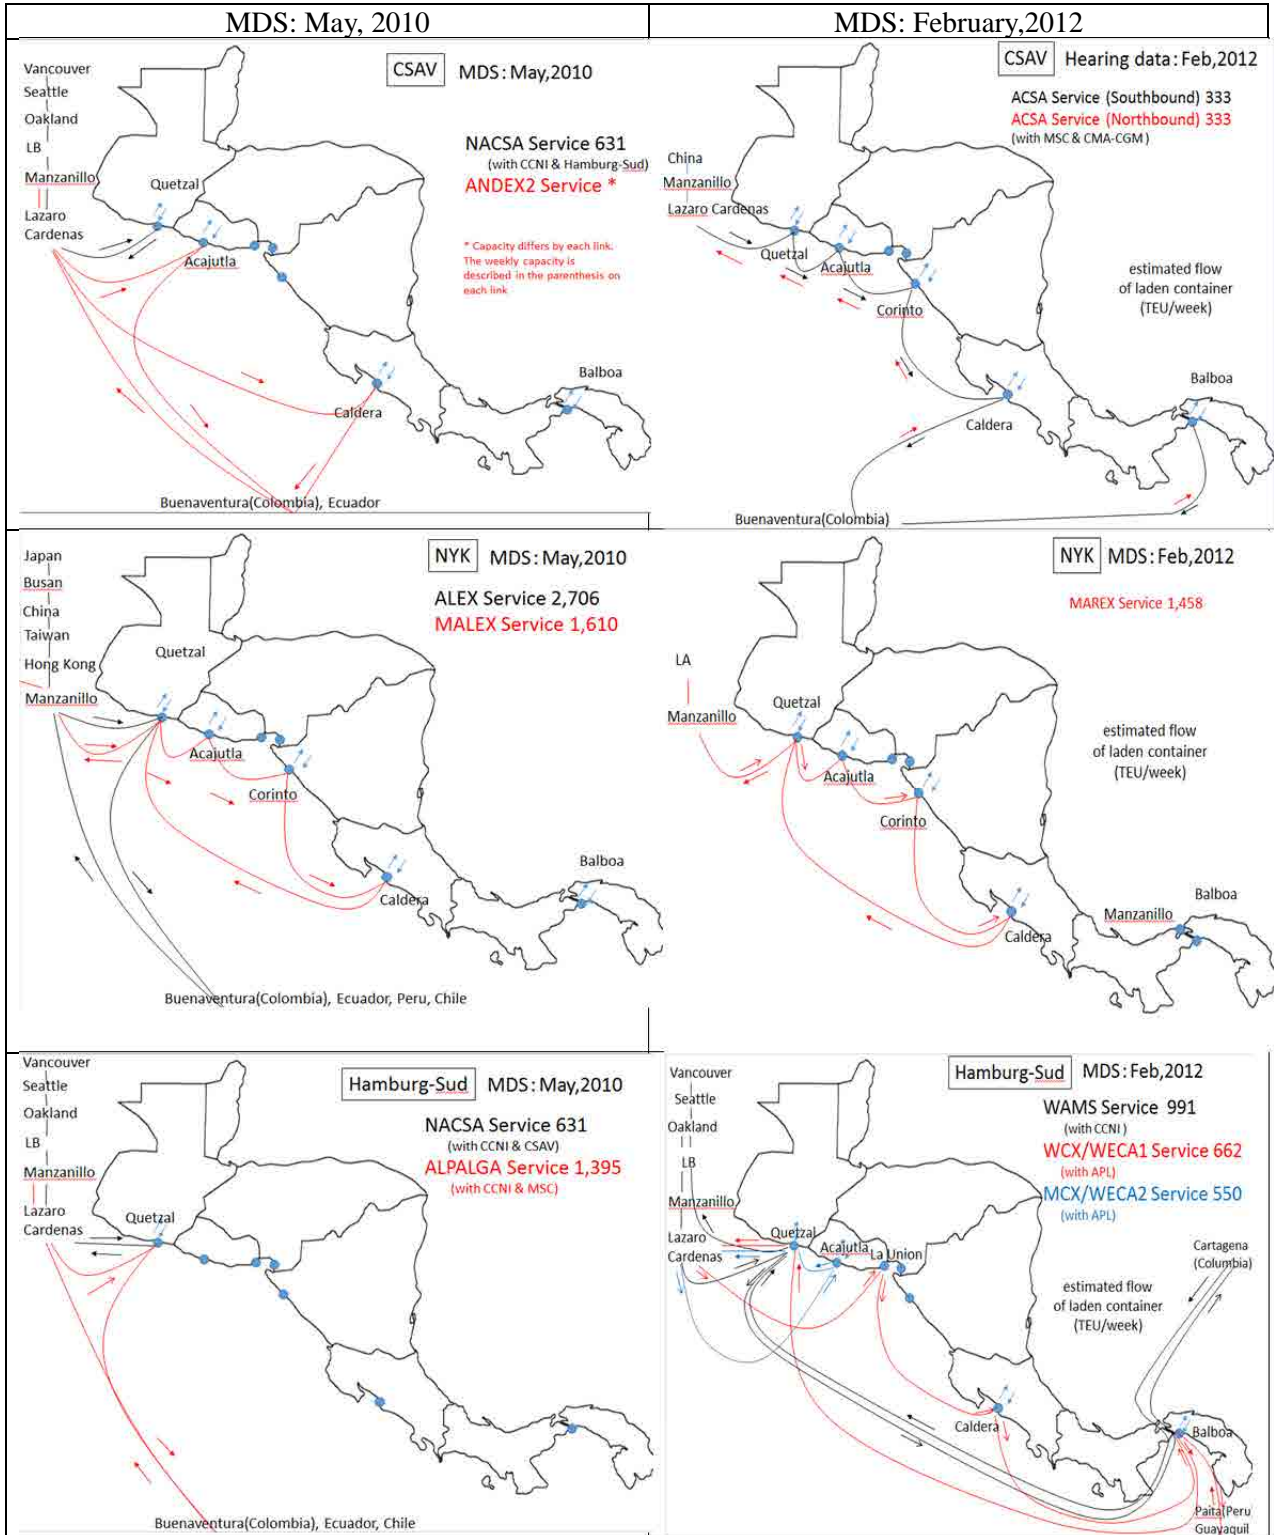 MDS: May, 2010
MDS: February,2012
Vancouver
Seattle
Oakland
LB
Manzanillo
Lazaro
Cardenas
CSAV
MDS: May,2010
NACSA Service 631
(with CCNI & Hamburg-Sud)
ANDEX2 Service *
* Capacity differs by each link.
The weekly capacity is
described in the parenthesis on
each link
Quetzal
Acajutla
Caldera
Balboa
Buenaventura(Colombia), Ecuador
CSAV
Hearing data: Feb,2012
ACSA Service (Southbound) 333
ACSA Service (Northbound) 333
(with MSC & CMA-CGM )
China
Manzanillo
Lazaro Cardenas
Quetzal
Acajutla
Corinto
estimated flow
of laden container
(TEU/week)
Balboa
Caldera
Buenaventura(Colombia)
Japan
Busan
China
Taiwan
Hong Kong
Manzanillo
NYK
MDS: May,2010
ALEX Service 2,706
MALEX Service 1,610
Quetzal
Acajutla
Corinto
Caldera
Balboa
Buenaventura(Colombia), Ecuador, Peru, Chile
NYK
MDS: Feb,2012
MAREX Service 1,458
LA
Manzanillo
Quetzal
Acajutla
Corinto
estimated flow
of laden container
(TEU/week)
Manzanillo
Balboa
Caldera
Vancouver
Seattle
Oakland
LB
Manzanillo
Lazaro
Cardenas
Hamburg-Sud
MDS: May,2010
NACSA Service 631
(with CCNI & CSAV)
ALPALGA Service 1,395
(with CCNI & MSC)
Quetzal
Buenaventura(Colombia), Ecuador, Chile
Vancouver
Seattle
Oakland
LB
Manzanillo
Lazaro
Cardenas
Hamburg-Sud
MDS: Feb,2012
WAMS Service 991
(with CCNI )
WCX/WECA1 Service 662
(with APL)
MCX/WECA2 Service 550
(with APL)
Quetzal
Acajutla
La Union
Cartagena
(Columbia)
estimated flow
of laden container
(TEU/week)
Caldera
Balboa
Paita(Peru
Guayaquil